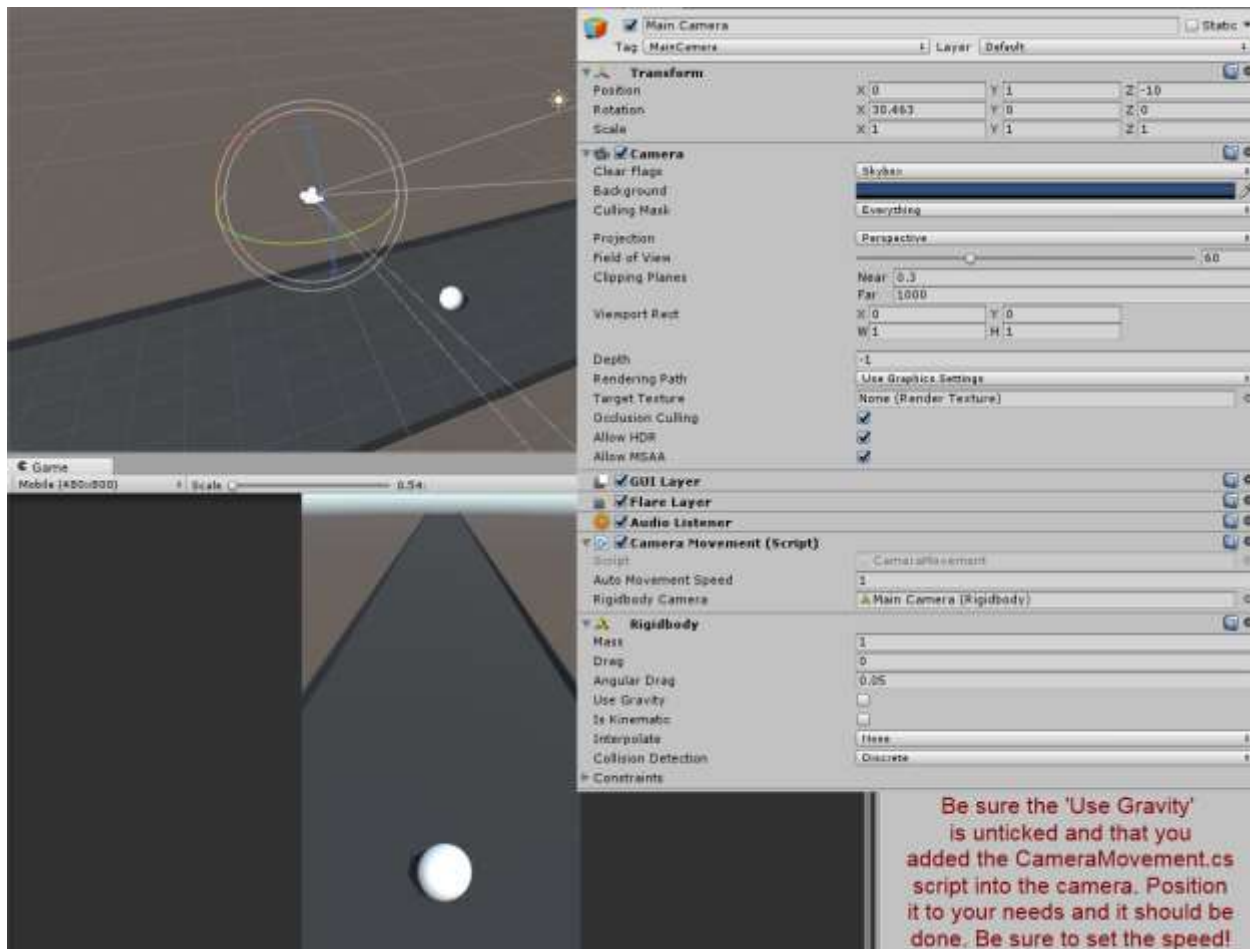 Main Camera
Static
Tag MainCamera
Layer Default
Transform
Position X 0 Y 1 Z -10
Rotation X 30.463 Y 0 Z 0
Scale X 1 Y 1 Z 1
Camera
Clear Flags Skybox
Background
Culling Mask Everything
Projection Perspective
Field of View 60
Clipping Planes Near 0.3
Far 1000
Viewport Rect X 0 Y 0
W 1 H 1
Depth -1
Rendering Path Use Graphics Settings
Target Texture None (Render Texture)
Occlusion Culling
Allow HDR
Allow MSAA
GUI Layer
Flare Layer
Audio Listener
Camera Movement (Script)
Script CameraMovement
Auto Movement Speed 1
Rigidbody Camera Main Camera (Rigidbody)
Rigidbody
Mass 1
Drag 0
Angular Drag 0.05
Use Gravity
Is Kinematic
Interpolate None
Collision Detection Discrete
Constraints
Game
Mobile (480x800) Scale 0.54
Be sure the 'Use Gravity'
is unticked and that you
added the CameraMovement.cs
script into the camera. Position
it to your needs and it should be
done. Be sure to set the speed!